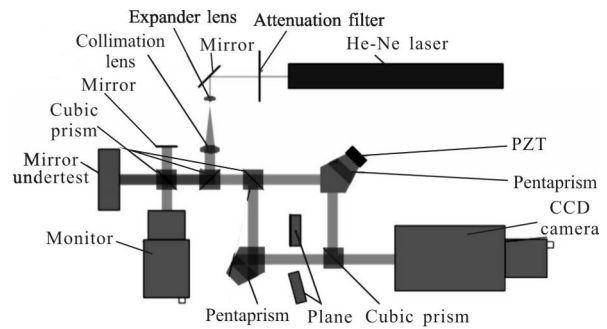 Expander lens
Attenuation filter
Collimation
lens
Mirror
He-Ne laser
Mirror
Cubic
prism
PZT
Mirror
undertest
Pentaprism
CCD
camera
Monitor
Pentaprism
Plane
Cubic prism